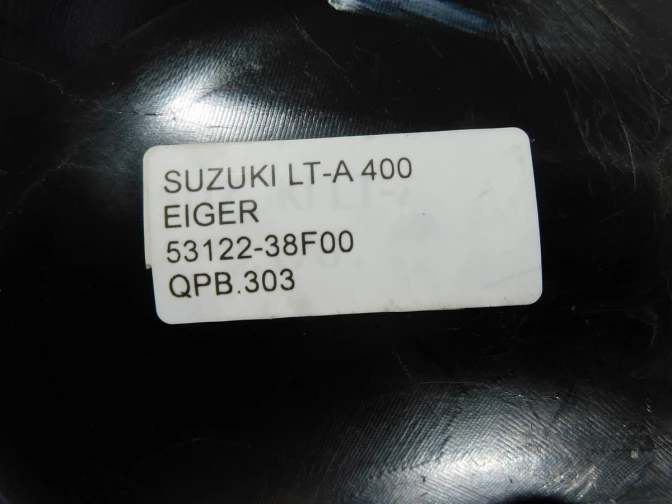 SUZUKI LT-A 400
EIGER
53122-38F00
QPB.303